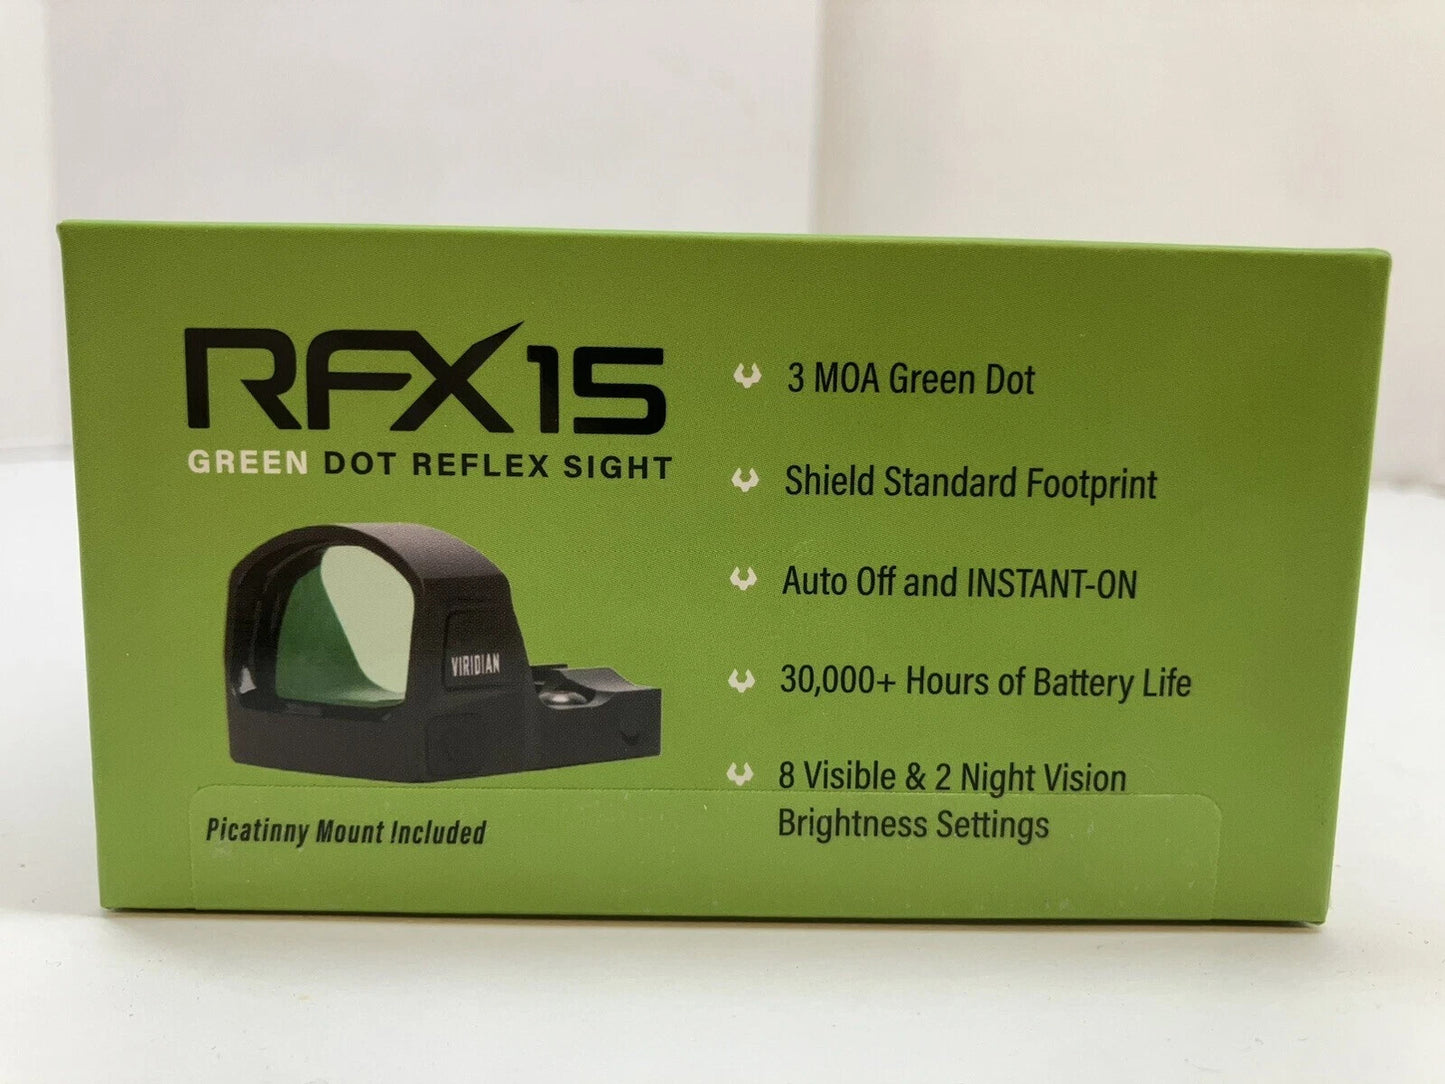 RFX15
GREEN DOT REFLEX SIGHT
VIRIDIAN
Picatinny Mount Included
3 MOA Green Dot
Shield Standard Footprint
Auto Off and INSTANT-ON
30,000+ Hours of Battery Life
8 Visible & 2 Night Vision
Brightness Settings